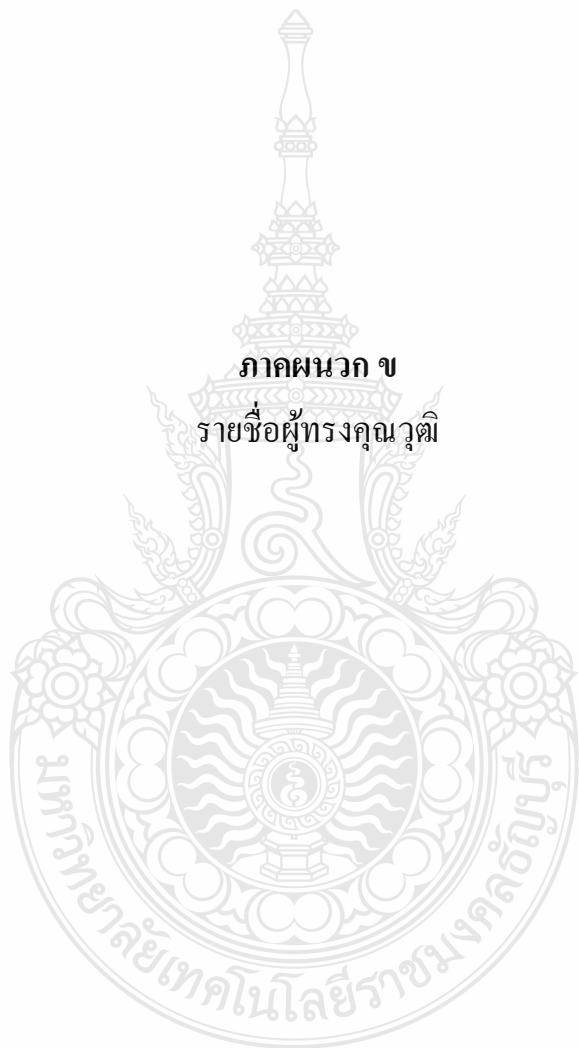 ภาคผนวก ข
รายชื่อผู้ทรงคุณวุฒิ
มหาวิทยาลัยเทคโนโลยีราชมงคลธัญบุรี